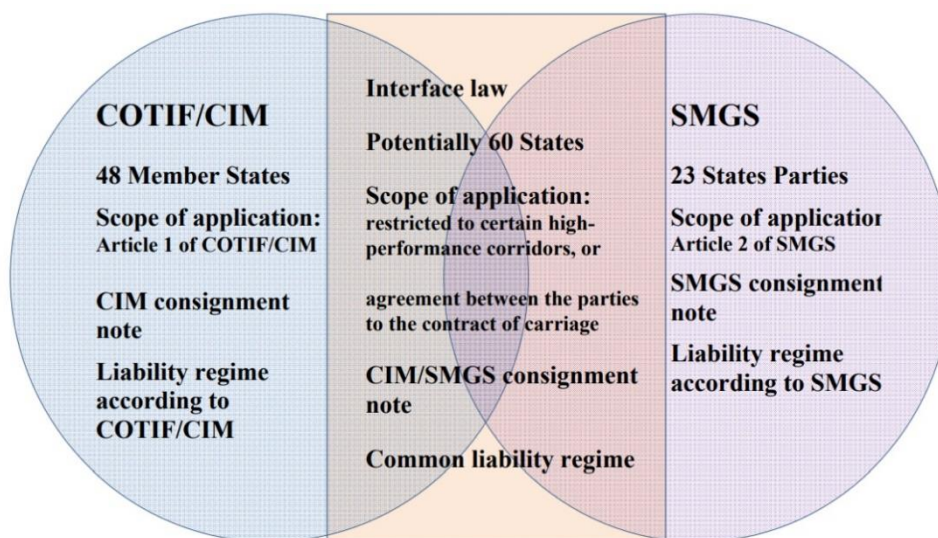 COTIF/CIM
48 Member States
Scope of application:
Article 1 of COTIF/CIM
CIM consignment
note
Liability regime
according to
COTIF/CIM
Interface law
Potentially 60 States
Scope of application:
restricted to certain high-
performance corridors, or
agreement between the parties
to the contract of carriage
CIM/SMGS consignment
note
Common liability regime
SMGS
23 States Parties
Scope of application
Article 2 of SMGS
SMGS consignment
note
Liability regime
according to SMGS